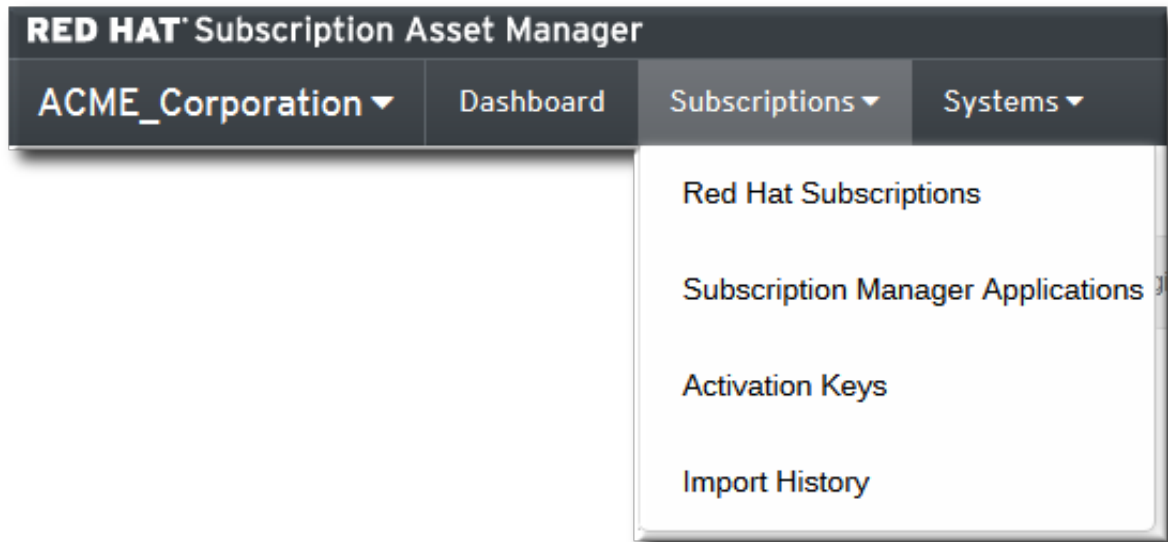 RED HAT Subscription Asset Manager
ACME_Corporation Dashboard Subscriptions Systems
Red Hat Subscriptions
Subscription Manager Applications
Activation Keys
Import History